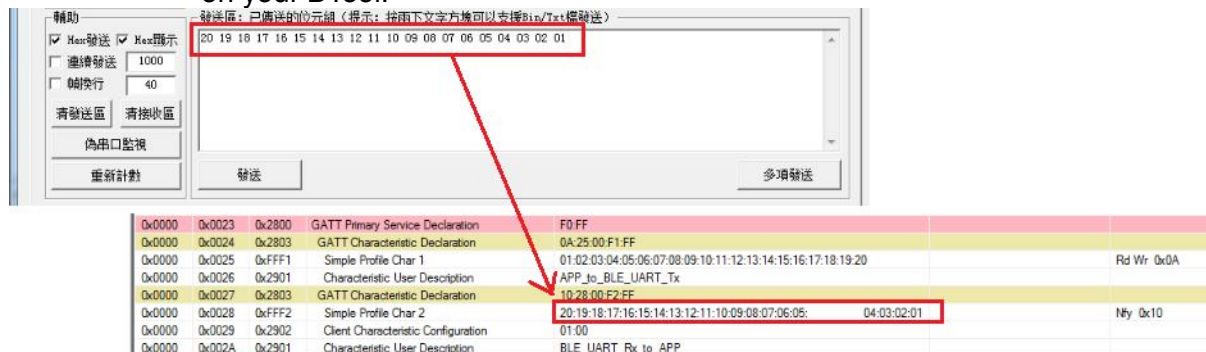 on your B100...
輔助
發送區: 已傳送的位元組 (提示: 按兩下文字方塊可以支援Bin/Txt檔發送)
Hex發送 Hex顯示
20 19 18 17 16 15 14 13 12 11 10 09 08 07 06 05 04 03 02 01
連續發送 1000
幀換行 40
清發送區 清接收區
偽串口監視
重新計數 發送 多項發送
0x0000 0x0023 0x2800 GATT Primary Service Declaration F0:FF
0x0000 0x0024 0x2803 GATT Characteristic Declaration 0A:25:00:F1:FF
0x0000 0x0025 0xFFF1 Simple Profile Char 1 01:02:03:04:05:06:07:08:09:10:11:12:13:14:15:16:17:18:19:20 Rd Wr 0x0A
0x0000 0x0026 0x2901 Characteristic User Description APP_to_BLE_UART_Tx
0x0000 0x0027 0x2803 GATT Characteristic Declaration 10:28:00:F2:FF
0x0000 0x0028 0xFFF2 Simple Profile Char 2 20:19:18:17:16:15:14:13:12:11:10:09:08:07:06:05: 04:03:02:01 Nfy 0x10
0x0000 0x0029 0x2902 Client Characteristic Configuration 01:00
0x0000 0x002A 0x2901 Characteristic User Description BLE_UART_Rx_to_APP